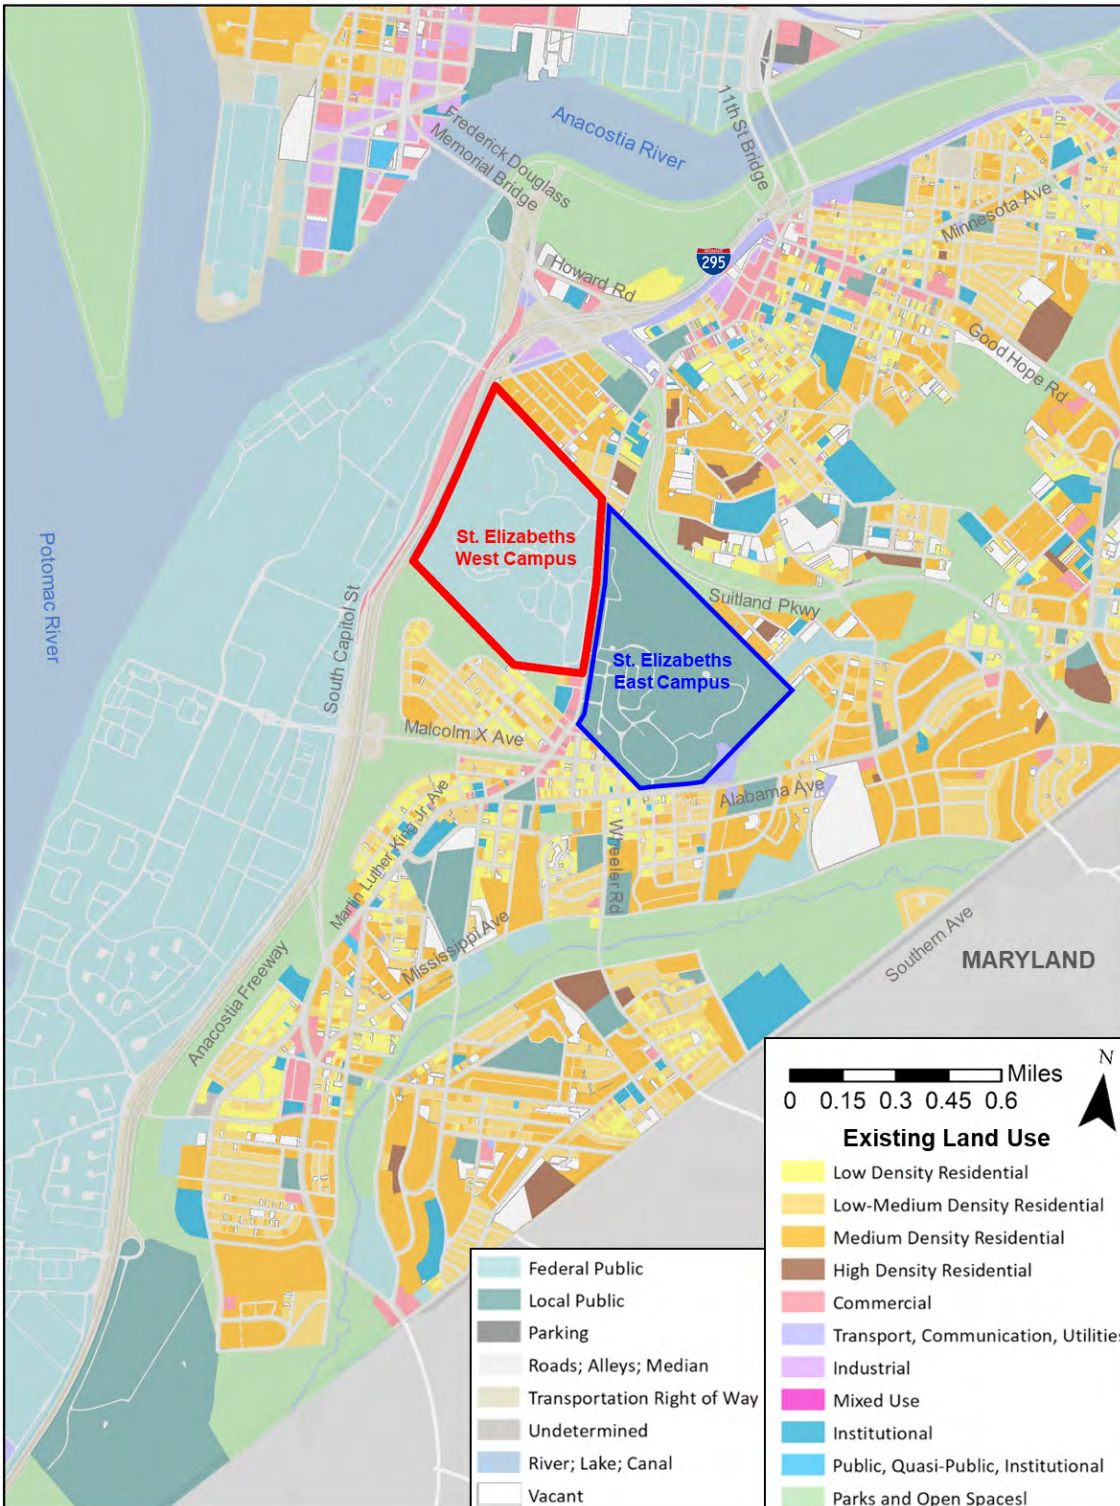 Anacostia River
11th St Bridge
Frederick Douglass
Memorial Bridge
Minnesota Ave
INTERSTATE
295
Howard Rd
Good Hope Rd
St. Elizabeths
West Campus
Potomac River
Suitland Pkwy
South Capitol St
St. Elizabeths
East Campus
Malcolm X Ave
Alabama Ave
Martin Luther King Jr. Ave
Wheeler Rd
Mississippi Ave
Southern Ave
MARYLAND
Anacostia Freeway
N
Miles
0 0.15 0.3 0.45 0.6
Existing Land Use
Low Density Residential
Low-Medium Density Residential
Medium Density Residential
High Density Residential
Commercial
Transport, Communication, Utilities
Industrial
Mixed Use
Institutional
Public, Quasi-Public, Institutional
Parks and Open Spacesl
Federal Public
Local Public
Parking
Roads; Alleys; Median
Transportation Right of Way
Undetermined
River; Lake; Canal
Vacant